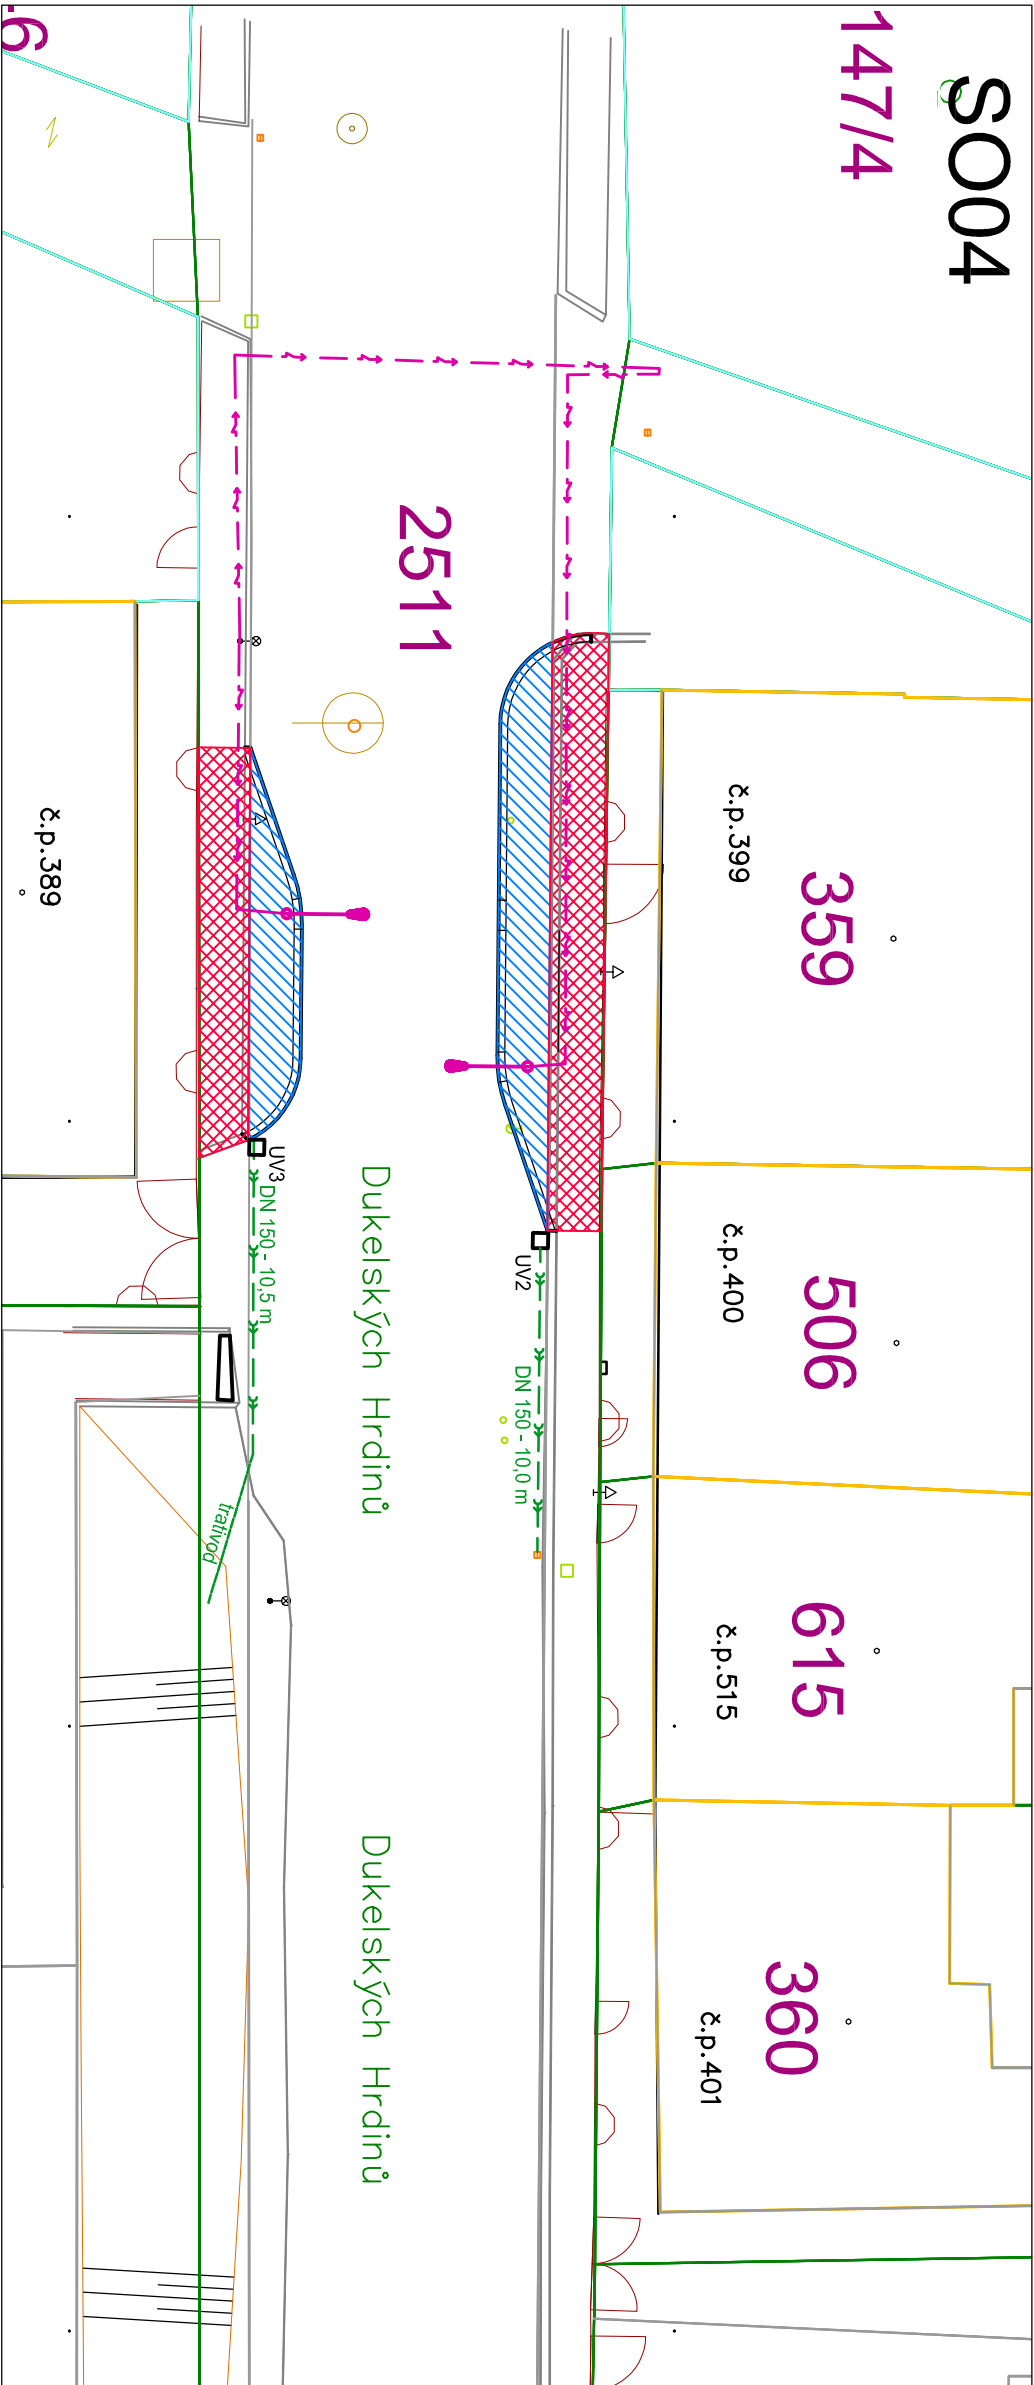 SO04
147/4
-6
2511
č.p.399
359
č.p.389
č.p.400
506
UV3
DN 150 - 10,5 m
UV2
DN 150 - 10,0 m
Dukelských Hrdinů
trativod
č.p.515
615
Dukelských Hrdinů
360
č.p.401